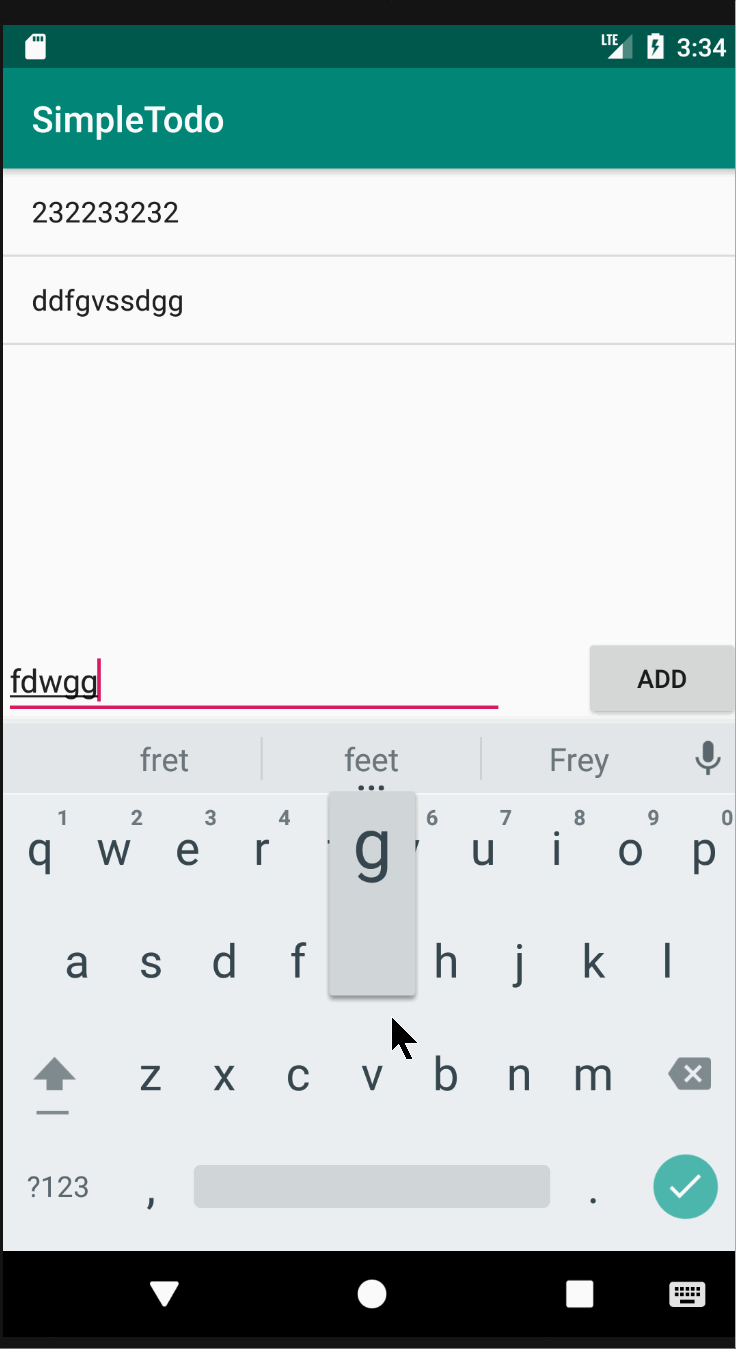 LTE 3:34
SimpleTodo
232233232
ddfgvssdgg
fdwgg
ADD
fret feet Frey
1 2 3 4 6 7 8 9 0
q w e r u i o p
g
a s d f h j k l
z x c v b n m
?123 , .